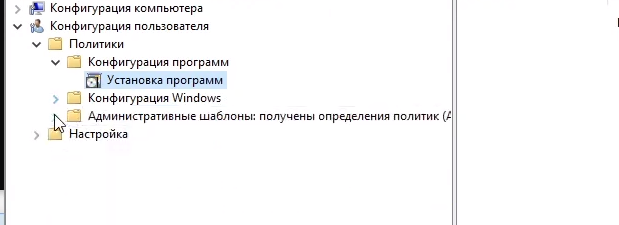 Конфигурация компьютера
Конфигурация пользователя
Политики
Конфигурация программ
Установка программ
Конфигурация Windows
Административные шаблоны: получены определения политик (А
Настройка